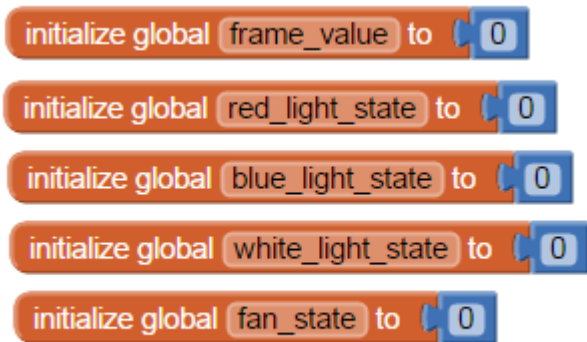 initialize global frame_value to 0
initialize global red_light_state to 0
initialize global blue_light_state to 0
initialize global white_light_state to 0
initialize global fan_state to 0